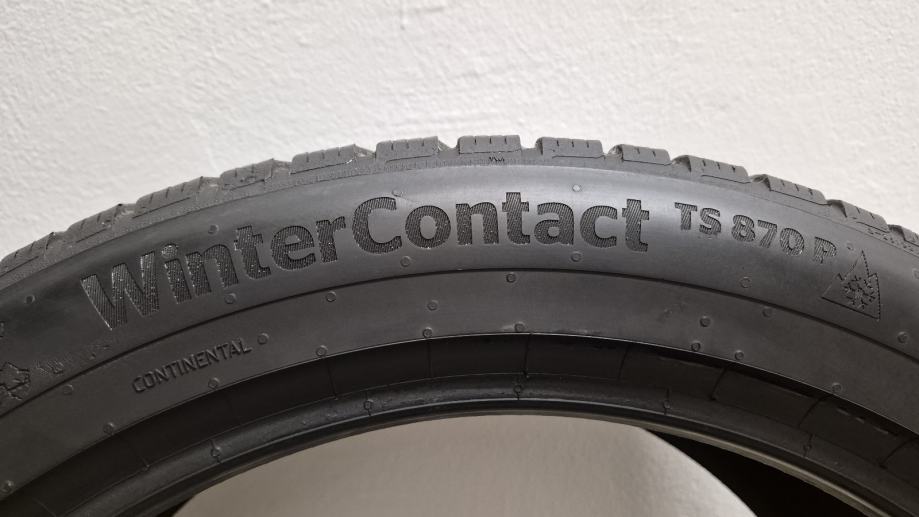 WinterContact TS 870 P
CONTINENTAL